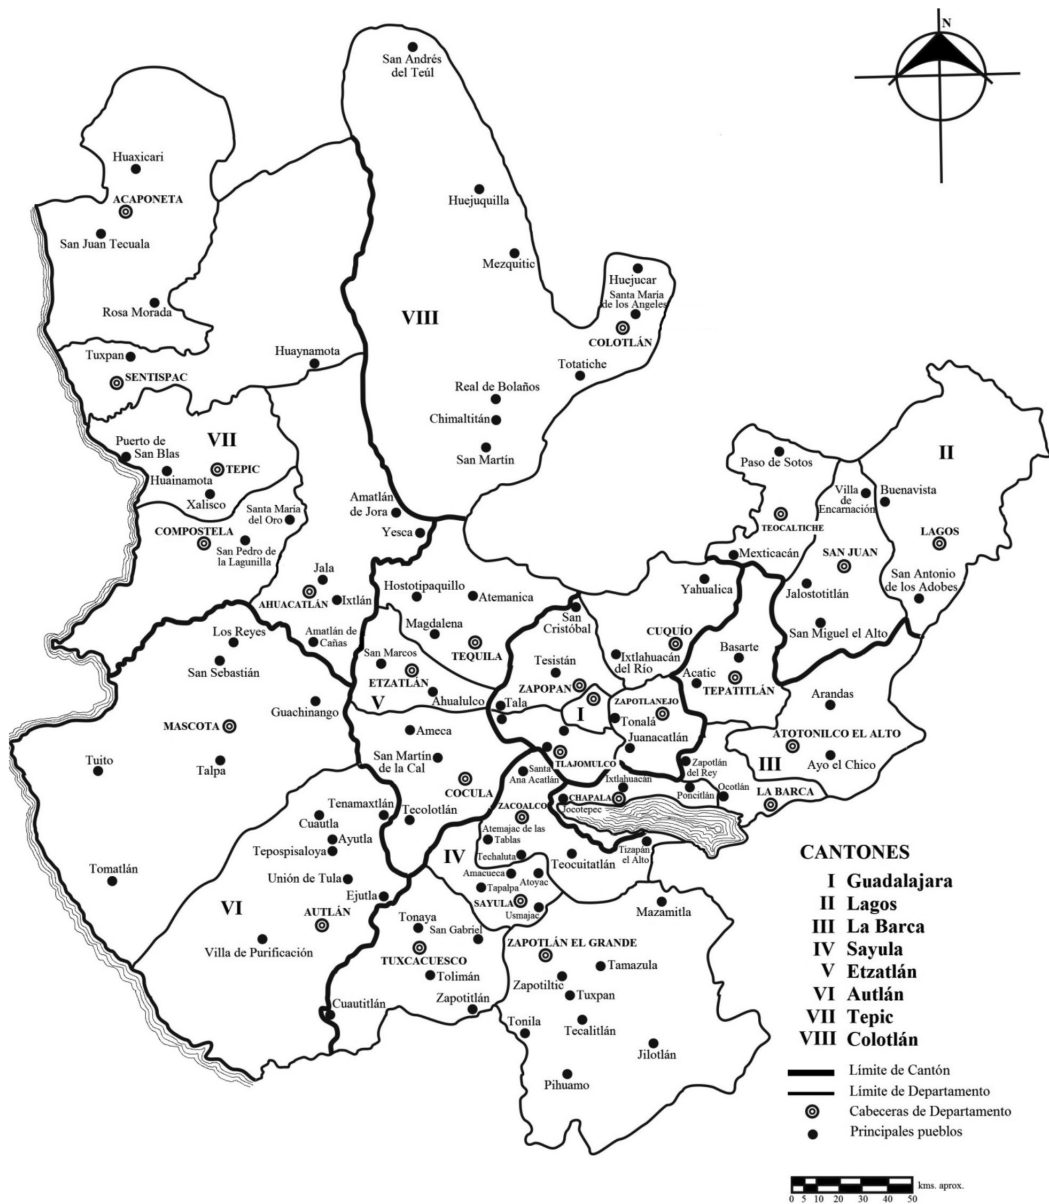 N
San Andrés
del Teúl
Huaxicari
ACAPONETA
San Juan Tecuala
Rosa Morada
Huejuquilla
Mezquitic
Huejucar
Santa María
de los Angeles
COLOTLÁN
VIII
Tuxpan
SENTISPAC
Huaynamota
Totatiche
Real de Bolaños
Chimaltitán
San Martín
VII
Puerto de
San Blas
Huainamota
TEPIC
Xalisco
Paso de Sotos
II
Villa
de
Encarnación
Buenavista
TEOCALTICHE
LAGOS
Amatlán
de Jora
Yesca
Santa María
del Oro
COMPOSTELA
San Pedro de
la Lagunilla
Mexticacán
SAN JUAN
Jalostotitlán
San Antonio
de los Adobes
San Miguel el Alto
Jala
AHUACATLÁN
Ixtlán
Amatlán de
Cañas
Hostotipaquillo
Atemanica
Magdalena
TEQUILA
San Marcos
ETZATLÁN
Ahualulco
V
San
Cristóbal
Yahualica
CUQUÍO
Ixtlahuacán
del Río
Tesistán
ZAPOPAN
Tala
I
ZAPOTLANEJO
Tonalá
Juanacatlán
Basarte
Acatic
TEPATITLÁN
Arandas
ATOTONILCO EL ALTO
III
Ayo el Chico
Los Reyes
San Sebastián
Guachinango
MASCOTA
Tuito
Talpa
Ameca
San Martín
de la Cal
COCULA
TLAJOMULCO
Santa
Ana Acatlán
Ixtlahuacán
Zapotlán
del Rey
Poncitlán
Ocotlán
LA BARCA
CHAPALA
Jocotepec
ZACOALCO
Tenamaxtlán
Tecolotlán
Cuautla
Ayutla
Tepospisaloya
Atemajac de las
Tablas
Techaluta
Teocuitatlán
Tizapán
el Alto
IV
Tomatlán
Unión de Tula
Ejutla
VI
AUTLÁN
Villa de Purificación
Amacueca
Atoyac
Tapalpa
SAYULA
Usmajac
Tonaya
San Gabriel
TUXCACUESCO
Tolimán
Zapotitlán
Cuautitlán
Mazamitla
ZAPOTLÁN EL GRANDE
Tamazula
Zapotiltic
Tuxpan
Tonila
Tecalitlán
Jilotlán
Pihuamo
CANTONES
I Guadalajara
II Lagos
III La Barca
IV Sayula
V Etzatlán
VI Autlán
VII Tepic
VIII Colotlán
Límite de Cantón
Límite de Departamento
Cabeceras de Departamento
Principales pueblos
kms. aprox.
0 5 10 20 30 40 50